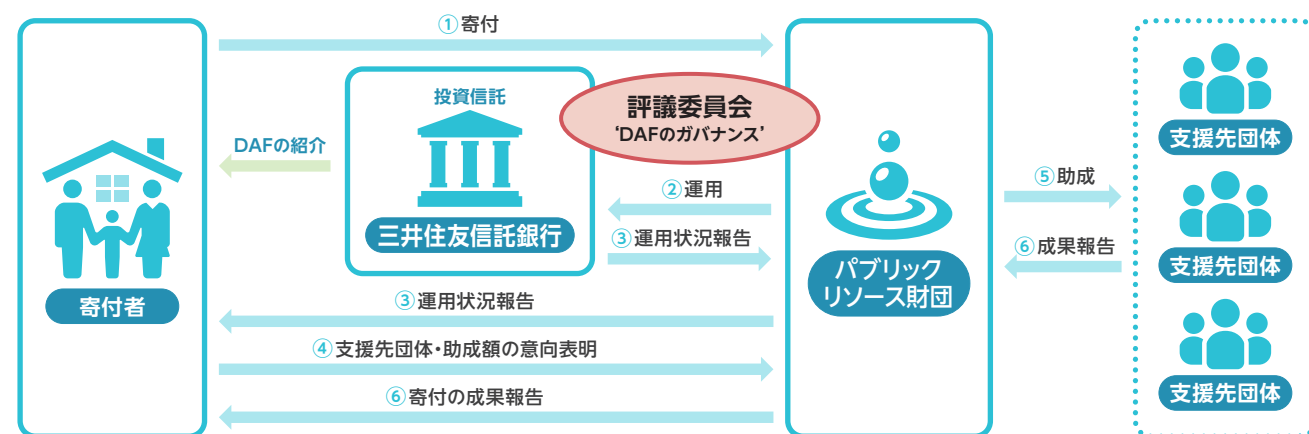 ①寄付
投資信託
評議委員会
‘DAFのガバナンス’
DAFの紹介
三井住友信託銀行
②運用
③運用状況報告
寄付者
パブリック
リソース財団
③運用状況報告
④支援先団体・助成額の意向表明
⑥寄付の成果報告
⑤助成
⑥成果報告
支援先団体
支援先団体
支援先団体